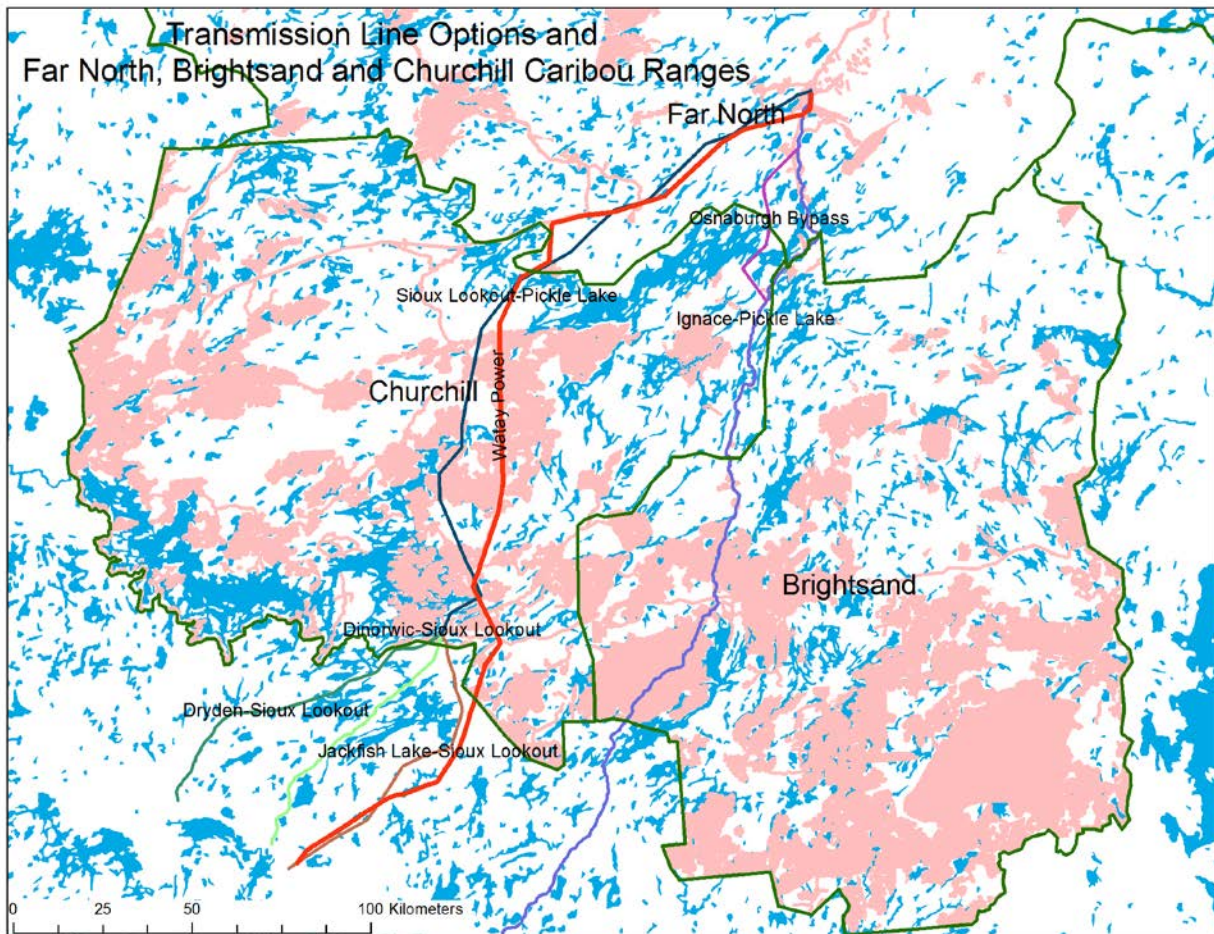 Transmission Line Options and
Far North, Brightsand and Churchill Caribou Ranges
Far North
Osnaburgh Bypass
Sioux Lookout-Pickle Lake
Ignace-Pickle Lake
Churchill
Watay Power
Brightsand
Dinorwic-Sioux Lookout
Dryden-Sioux Lookout
Jackfish Lake-Sioux Lookout
0 25 50 100 Kilometers